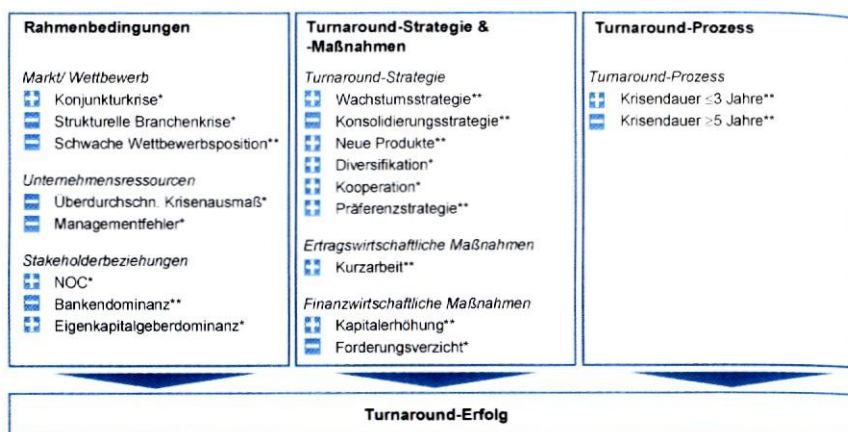 Rahmenbedingungen
Markt/ Wettbewerb
Konjunkturkrise*
Strukturelle Branchenkrise*
Schwache Wettbewerbsposition**
Unternehmensressourcen
Überdurchschn. Krisenausmaß*
Managementfehler*
Stakeholderbeziehungen
NOC*
Bankendominanz**
Eigenkapitalgeberdominanz*
Turnaround-Strategie &
-Maßnahmen
Turnaround-Strategie
Wachstumsstrategie**
Konsolidierungsstrategie**
Neue Produkte**
Diversifikation*
Kooperation*
Präferenzstrategie**
Ertragswirtschaftliche Maßnahmen
Kurzarbeit**
Finanzwirtschaftliche Maßnahmen
Kapitalerhöhung**
Forderungsverzicht*
Turnaround-Prozess
Turnaround-Prozess
Krisendauer ≤3 Jahre**
Krisendauer ≥5 Jahre**
Turnaround-Erfolg